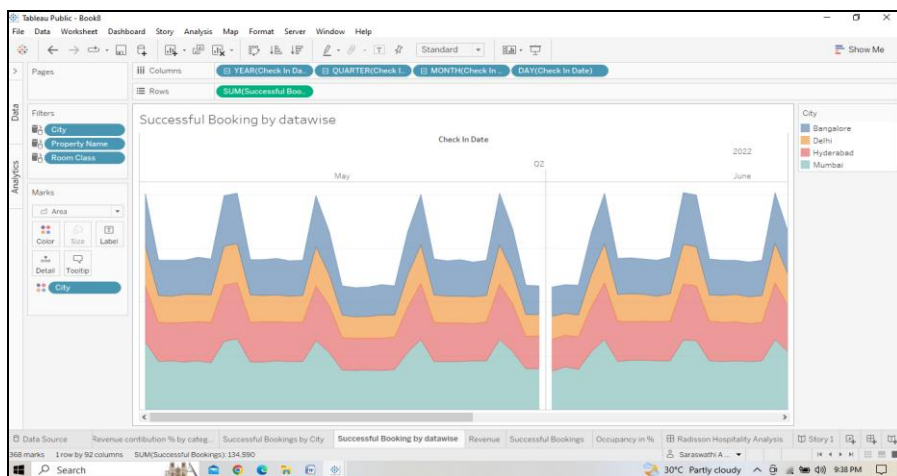 Tableau Public - Book8
File Data Worksheet Dashboard Story Analysis Map Format Server Window Help
Standard
Show Me
Pages
Columns
YEAR(Check In Da..
QUARTER(Check I..
MONTH(Check In ..
DAY(Check In Date)
Rows
SUM(Successful Boo..
Data
Analytics
Filters
City
Property Name
Room Class
Marks
Area
Color
Size
Label
Detail
Tooltip
City
Successful Booking by datawise
Check In Date
2022
Q2
May
June
City
Bangalore
Delhi
Hyderabad
Mumbai
Data Source
Revenue contibution % by categ...
Successful Bookings by City
Successful Booking by datawise
Revenue
Successful Bookings
Occupancy in %
Radisson Hospitality Analysis
Story 1
368 marks 1 row by 92 columns SUM(Successful Bookings): 134,590
Saraswathi A...
Search
30°C Partly cloudy
9:38 PM